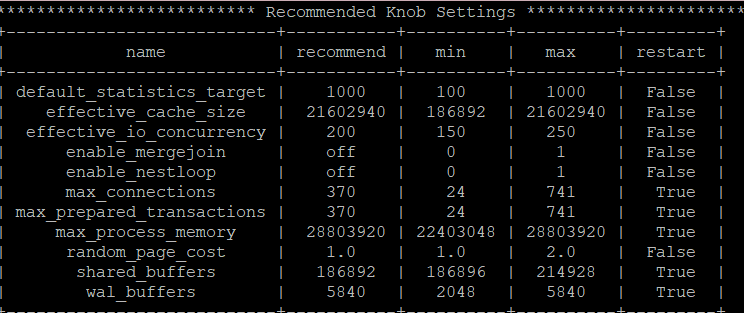 *************************** Recommended Knob Settings ***********************
+---------------------------+-----------+----------+----------+---------+
| name | recommend | min | max | restart |
+---------------------------+-----------+----------+----------+---------+
| default_statistics_target | 1000 | 100 | 1000 | False |
| effective_cache_size | 21602940 | 186892 | 21602940 | False |
| effective_io_concurrency | 200 | 150 | 250 | False |
| enable_mergejoin | off | 0 | 1 | False |
| enable_nestloop | off | 0 | 1 | False |
| max_connections | 370 | 24 | 741 | True |
| max_prepared_transactions | 370 | 24 | 741 | True |
| max_process_memory | 28803920 | 22403048 | 28803920 | True |
| random_page_cost | 1.0 | 1.0 | 2.0 | False |
| shared_buffers | 186892 | 186896 | 214928 | True |
| wal_buffers | 5840 | 2048 | 5840 | True |
+---------------------------+-----------+----------+----------+---------+